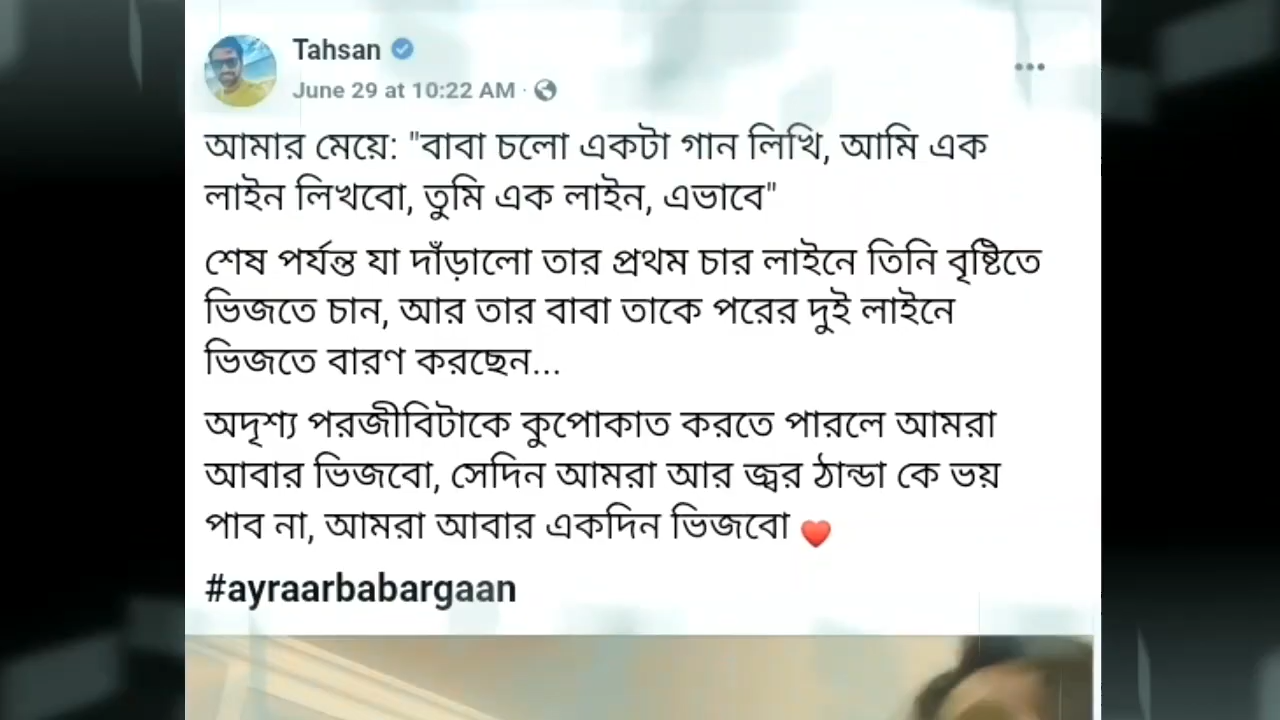 Tahsan
June 29 at 10:22 AM ·
আমার মেয়ে: "বাবা চলো একটা গান লিখি, আমি এক
লাইন লিখবো, তুমি এক লাইন, এভাবে"
শেষ পর্যন্ত যা দাঁড়ালো তার প্রথম চার লাইনে তিনি বৃষ্টিতে
ভিজতে চান, আর তার বাবা তাকে পরের দুই লাইনে
ভিজতে বারণ করছেন...
অদৃশ্য পরজীবিটাকে কুপোকাত করতে পারলে আমরা
আবার ভিজবো, সেদিন আমরা আর জ্বর ঠান্ডা কে ভয়
পাব না, আমরা আবার একদিন ভিজবো ♥️
#ayraarbabargaan